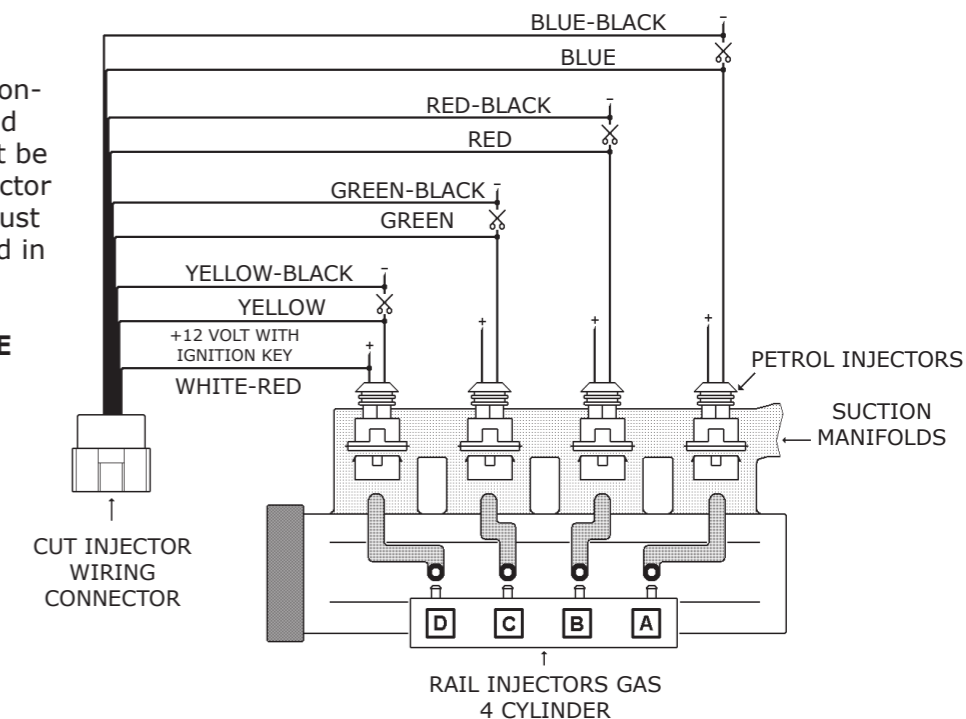 on-
d
t be
ctor
ust
d in
E
BLUE-BLACK
-
BLUE
RED-BLACK
-
RED
GREEN-BLACK
-
GREEN
YELLOW-BLACK
-
YELLOW
+12 VOLT WITH
IGNITION KEY
+
+
+
+
WHITE-RED
PETROL INJECTORS
SUCTION
MANIFOLDS
CUT INJECTOR
WIRING
CONNECTOR
D C B A
RAIL INJECTORS GAS
4 CYLINDER